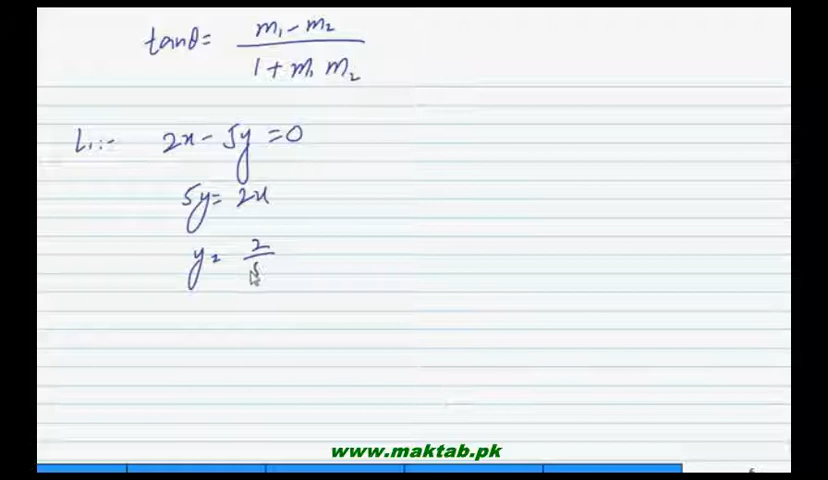 tanθ = m₁ - m₂ / 1 + m₁ m₂
L₁:- 2x - 5y = 0
5y = 2x
y = 2/5
www.maktab.pk